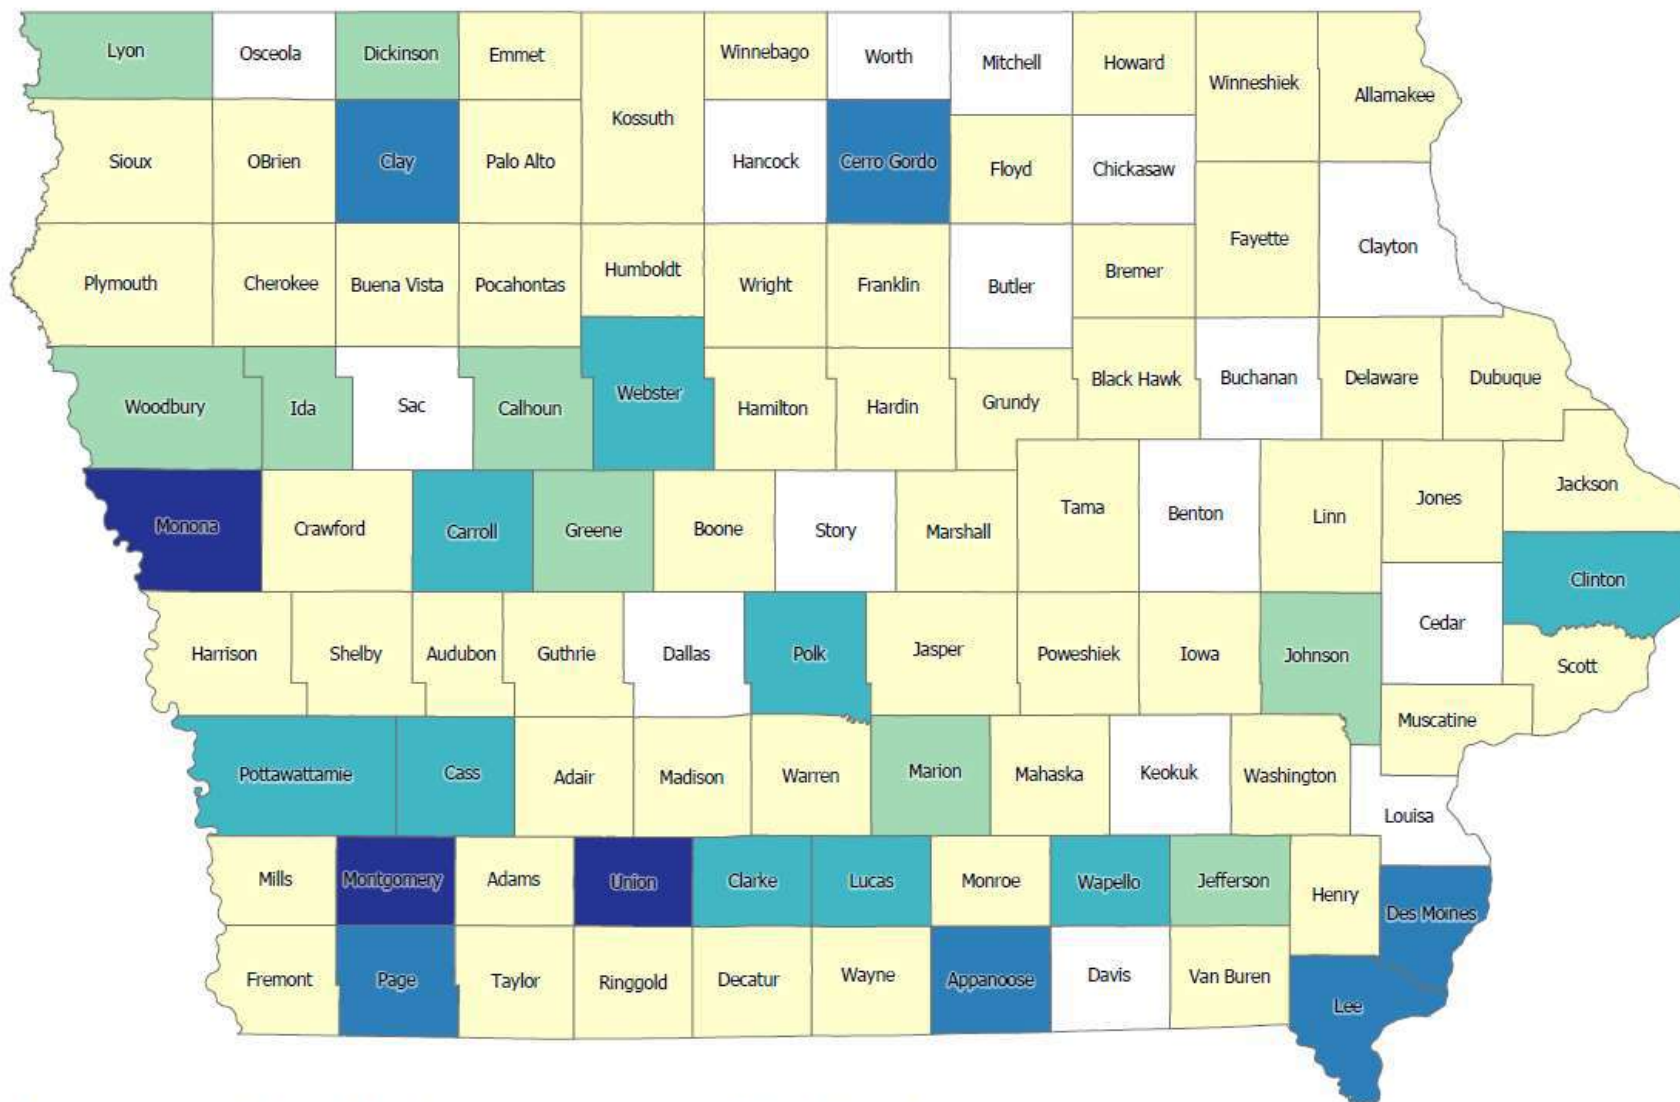 Lyon
Osceola
Dickinson
Emmet
Winnebago
Worth
Mitchell
Howard
Winneshiek
Allamakee
Kossuth
Sioux
OBrien
Clay
Palo Alto
Hancock
Cerro Gordo
Floyd
Chickasaw
Fayette
Clayton
Plymouth
Cherokee
Buena Vista
Pocahontas
Humboldt
Wright
Franklin
Butler
Bremer
Woodbury
Ida
Sac
Calhoun
Webster
Hamilton
Hardin
Grundy
Black Hawk
Buchanan
Delaware
Dubuque
Monona
Crawford
Carroll
Greene
Boone
Story
Marshall
Tama
Benton
Linn
Jones
Jackson
Clinton
Harrison
Shelby
Audubon
Guthrie
Dallas
Polk
Jasper
Poweshiek
Iowa
Johnson
Cedar
Scott
Muscatine
Pottawattamie
Cass
Adair
Madison
Warren
Marion
Mahaska
Keokuk
Washington
Louisa
Mills
Montgomery
Adams
Union
Clarke
Lucas
Monroe
Wapello
Jefferson
Henry
Des Moines
Fremont
Page
Taylor
Ringgold
Decatur
Wayne
Appanoose
Davis
Van Buren
Lee